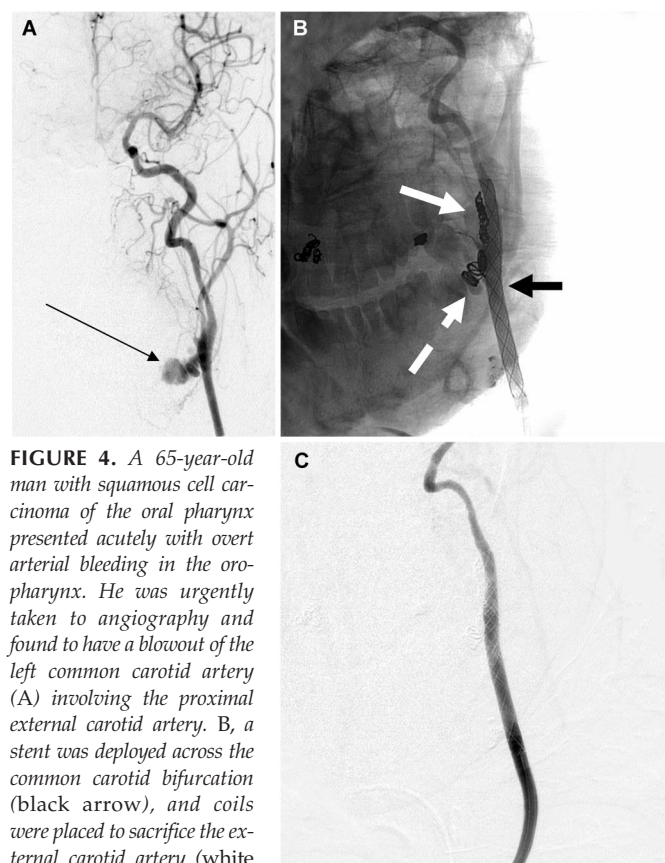 A
B
FIGURE 4. A 65-year-old
man with squamous cell car-
cinoma of the oral pharynx
presented acutely with overt
arterial bleeding in the oro-
pharynx. He was urgently
taken to angiography and
found to have a blowout of the
left common carotid artery
(A) involving the proximal
external carotid artery. B, a
stent was deployed across the
common carotid bifurcation
(black arrow), and coils
were placed to sacrifice the ex-
ternal carotid artery (white
C